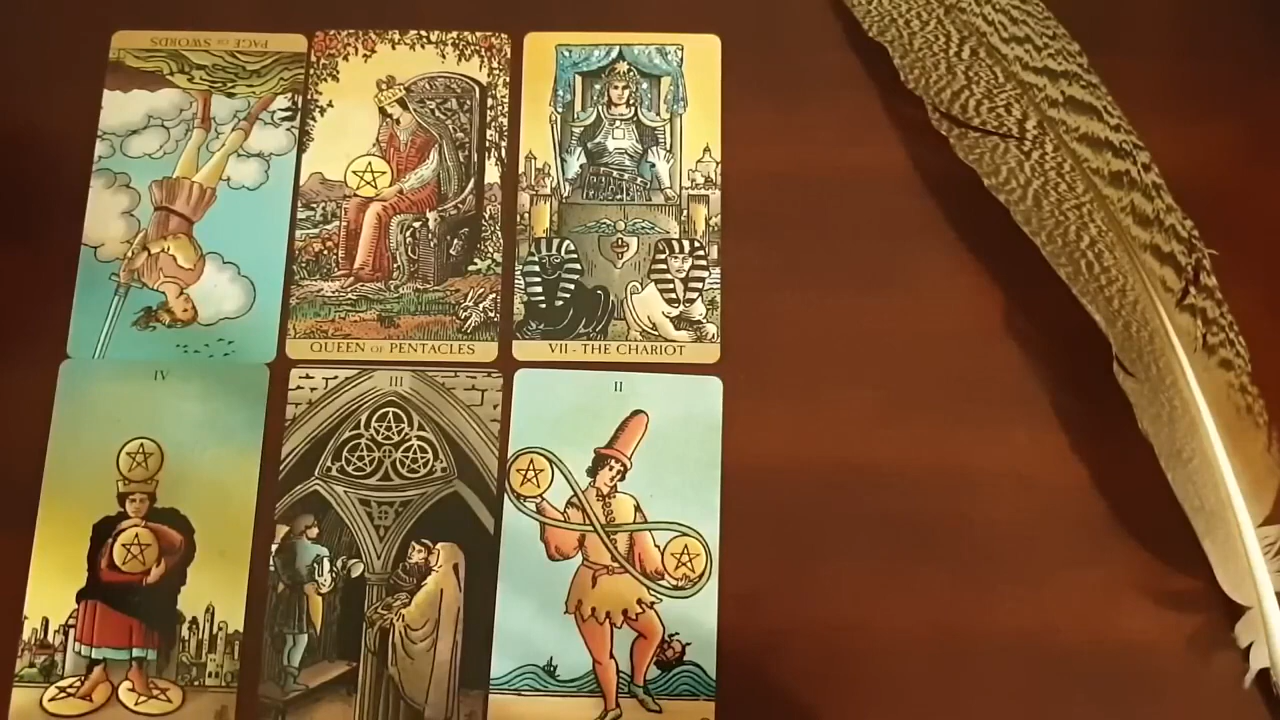 PAGE OF SWORDS
QUEEN OF PENTACLES
VII - THE CHARIOT
IV
III
II